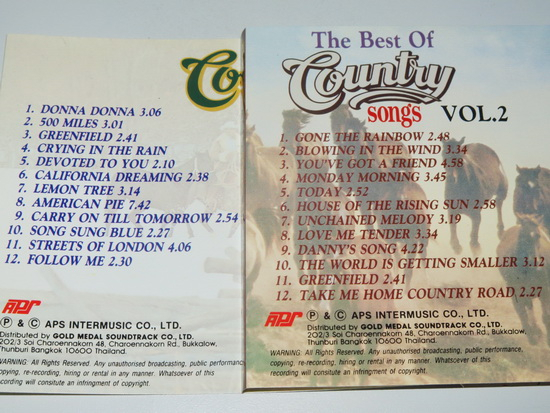 Co
1. DONNA DONNA 3.06
2. 500 MILES 3.01
3. GREENFIELD 2.41
4. CRYING IN THE RAIN
5. DEVOTED TO YOU 2.10
6. CALIFORNIA DREAMING 2.38
7. LEMON TREE 3.14
8. AMERICAN PIE 7.42
9. CARRY ON TILL TOMORROW 2.54
10. SONG SUNG BLUE 2.27
11. STREETS OF LONDON 4.06
12. FOLLOW ME 2.30
APS
℗ & © APS INTERMUSIC CO., LTD.
Distributed by GOLD MEDAL SOUNDTRACK CO., LTD.
202/3 Soi Charoennakorn 48, Charoennakorn Rd., Bukkalow,
Thunburi Bangkok 10600 Thailand.
WARNING: All Rights Reserved. Any unauthorised broadcasting, public performance,
copying, re-recording, hiring or rental in any manner. Whatsoever of this
recording will consitute an infringment of copyright.
The Best Of
Country
songs VOL.2
1. GONE THE RAINBOW 2.48
2. BLOWING IN THE WIND 3.34
3. YOU'VE GOT A FRIEND 4.58
4. MONDAY MORNING 3.45
5. TODAY 2.52
6. HOUSE OF THE RISING SUN 2.58
7. UNCHAINED MELODY 3.19
8. LOVE ME TENDER 3.34
9. DANNY'S SONG 4.22
10. THE WORLD IS GETTING SMALLER 3.12
11. GREENFIELD 2.41
12. TAKE ME HOME COUNTRY ROAD 2.27
APS
℗ & © APS INTERMUSIC CO., LTD.
Distributed by GOLD MEDAL SOUNDTRACK CO., LTD.
202/3 Soi Charoennakorn 48, Charoennakorn Rd., Bukkalow,
Thunburi Bangkok 10600 Thailand.
WARNING: All Rights Reserved. Any unauthorised broadcasting, public performance,
copying, re-recording, hiring or rental in any manner. Whatsoever of this
recording will consitute an infringment of copyright.